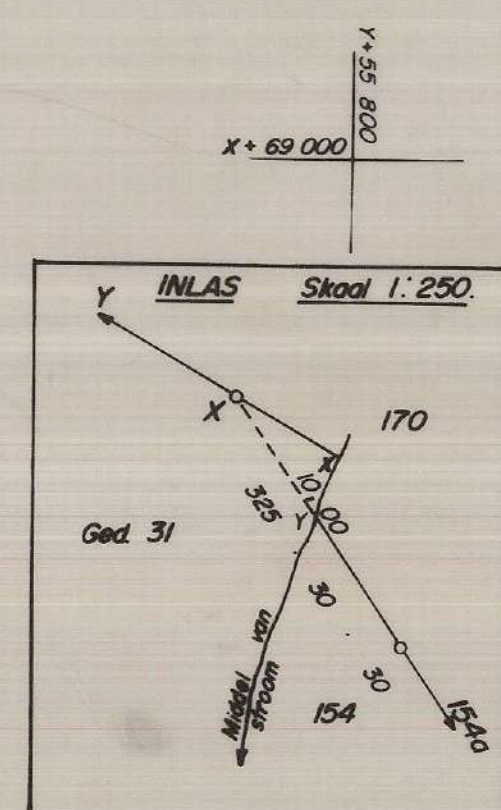 Y + 55 800
X + 69 000
INLAS Skaal 1:250.
Y
X
170
X
10,00
325
Y
Ged. 31
30
Middel van stroom
30
154
154a